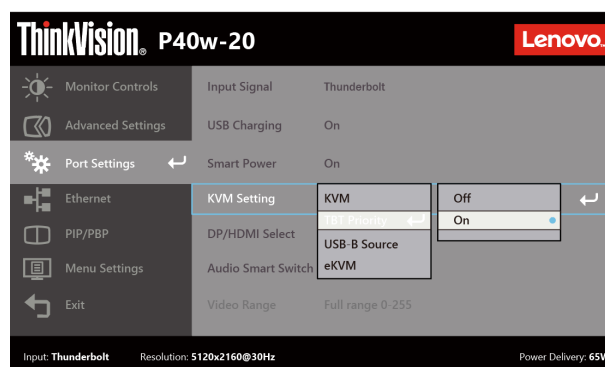 ThinkVision® P40w-20 Lenovo™
Monitor Controls Input Signal Thunderbolt
Advanced Settings USB Charging On
Port Settings Smart Power On
Ethernet KVM Setting KVM Off
TBT Priority On
PIP/PBP DP/HDMI Select USB-B Source
Menu Settings Audio Smart Switch eKVM
Exit Video Range Full range 0-255
Input: Thunderbolt Resolution: 5120x2160@30Hz Power Delivery: 65W